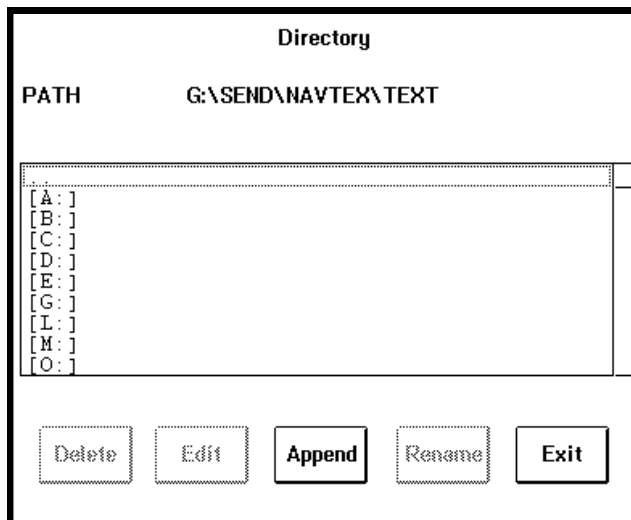 Directory
PATH G:\SEND\NAVTEX\TEXT
..
[A:]
[B:]
[C:]
[D:]
[E:]
[G:]
[L:]
[M:]
[O:]
Delete Edit Append Rename Exit